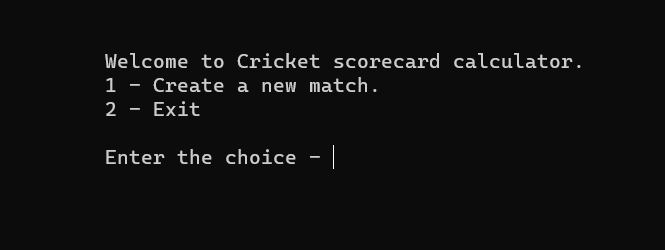 Welcome to Cricket scorecard calculator.
1 - Create a new match.
2 - Exit
Enter the choice -